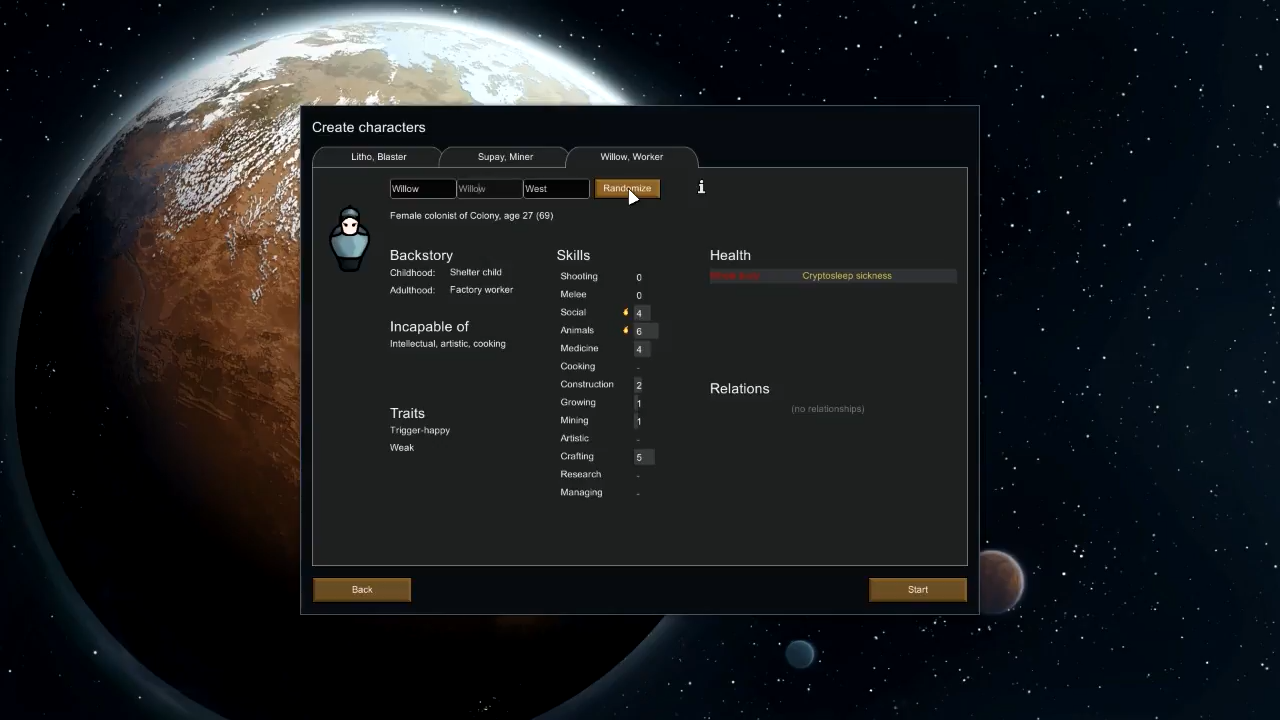 Create characters
Litho, Blaster
Supay, Miner
Willow, Worker
Willow
Willow
West
Randomize
Female colonist of Colony, age 27 (69)
Backstory
Childhood: Shelter child
Adulthood: Factory worker
Incapable of
Intellectual, artistic, cooking
Traits
Trigger-happy
Weak
Skills
Shooting 0
Melee 0
Social 4
Animals 6
Medicine 4
Cooking -
Construction 2
Growing 1
Mining 1
Artistic -
Crafting 5
Research -
Managing -
Health
Cryptosleep sickness
Relations
(no relationships)
Back
Start